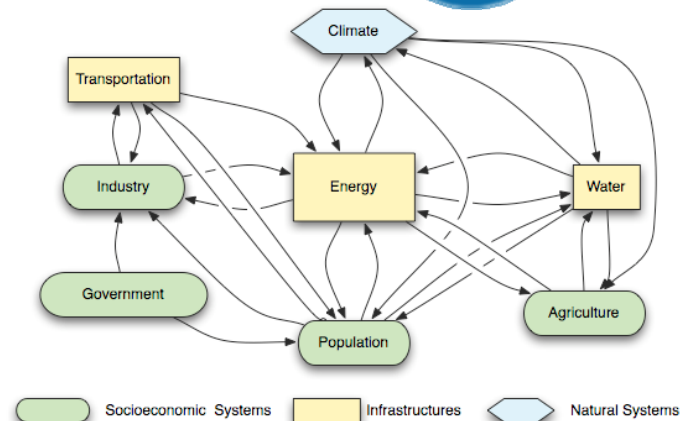 Climate
Transportation
Industry
Energy
Water
Government
Agriculture
Population
Socioeconomic Systems
Infrastructures
Natural Systems